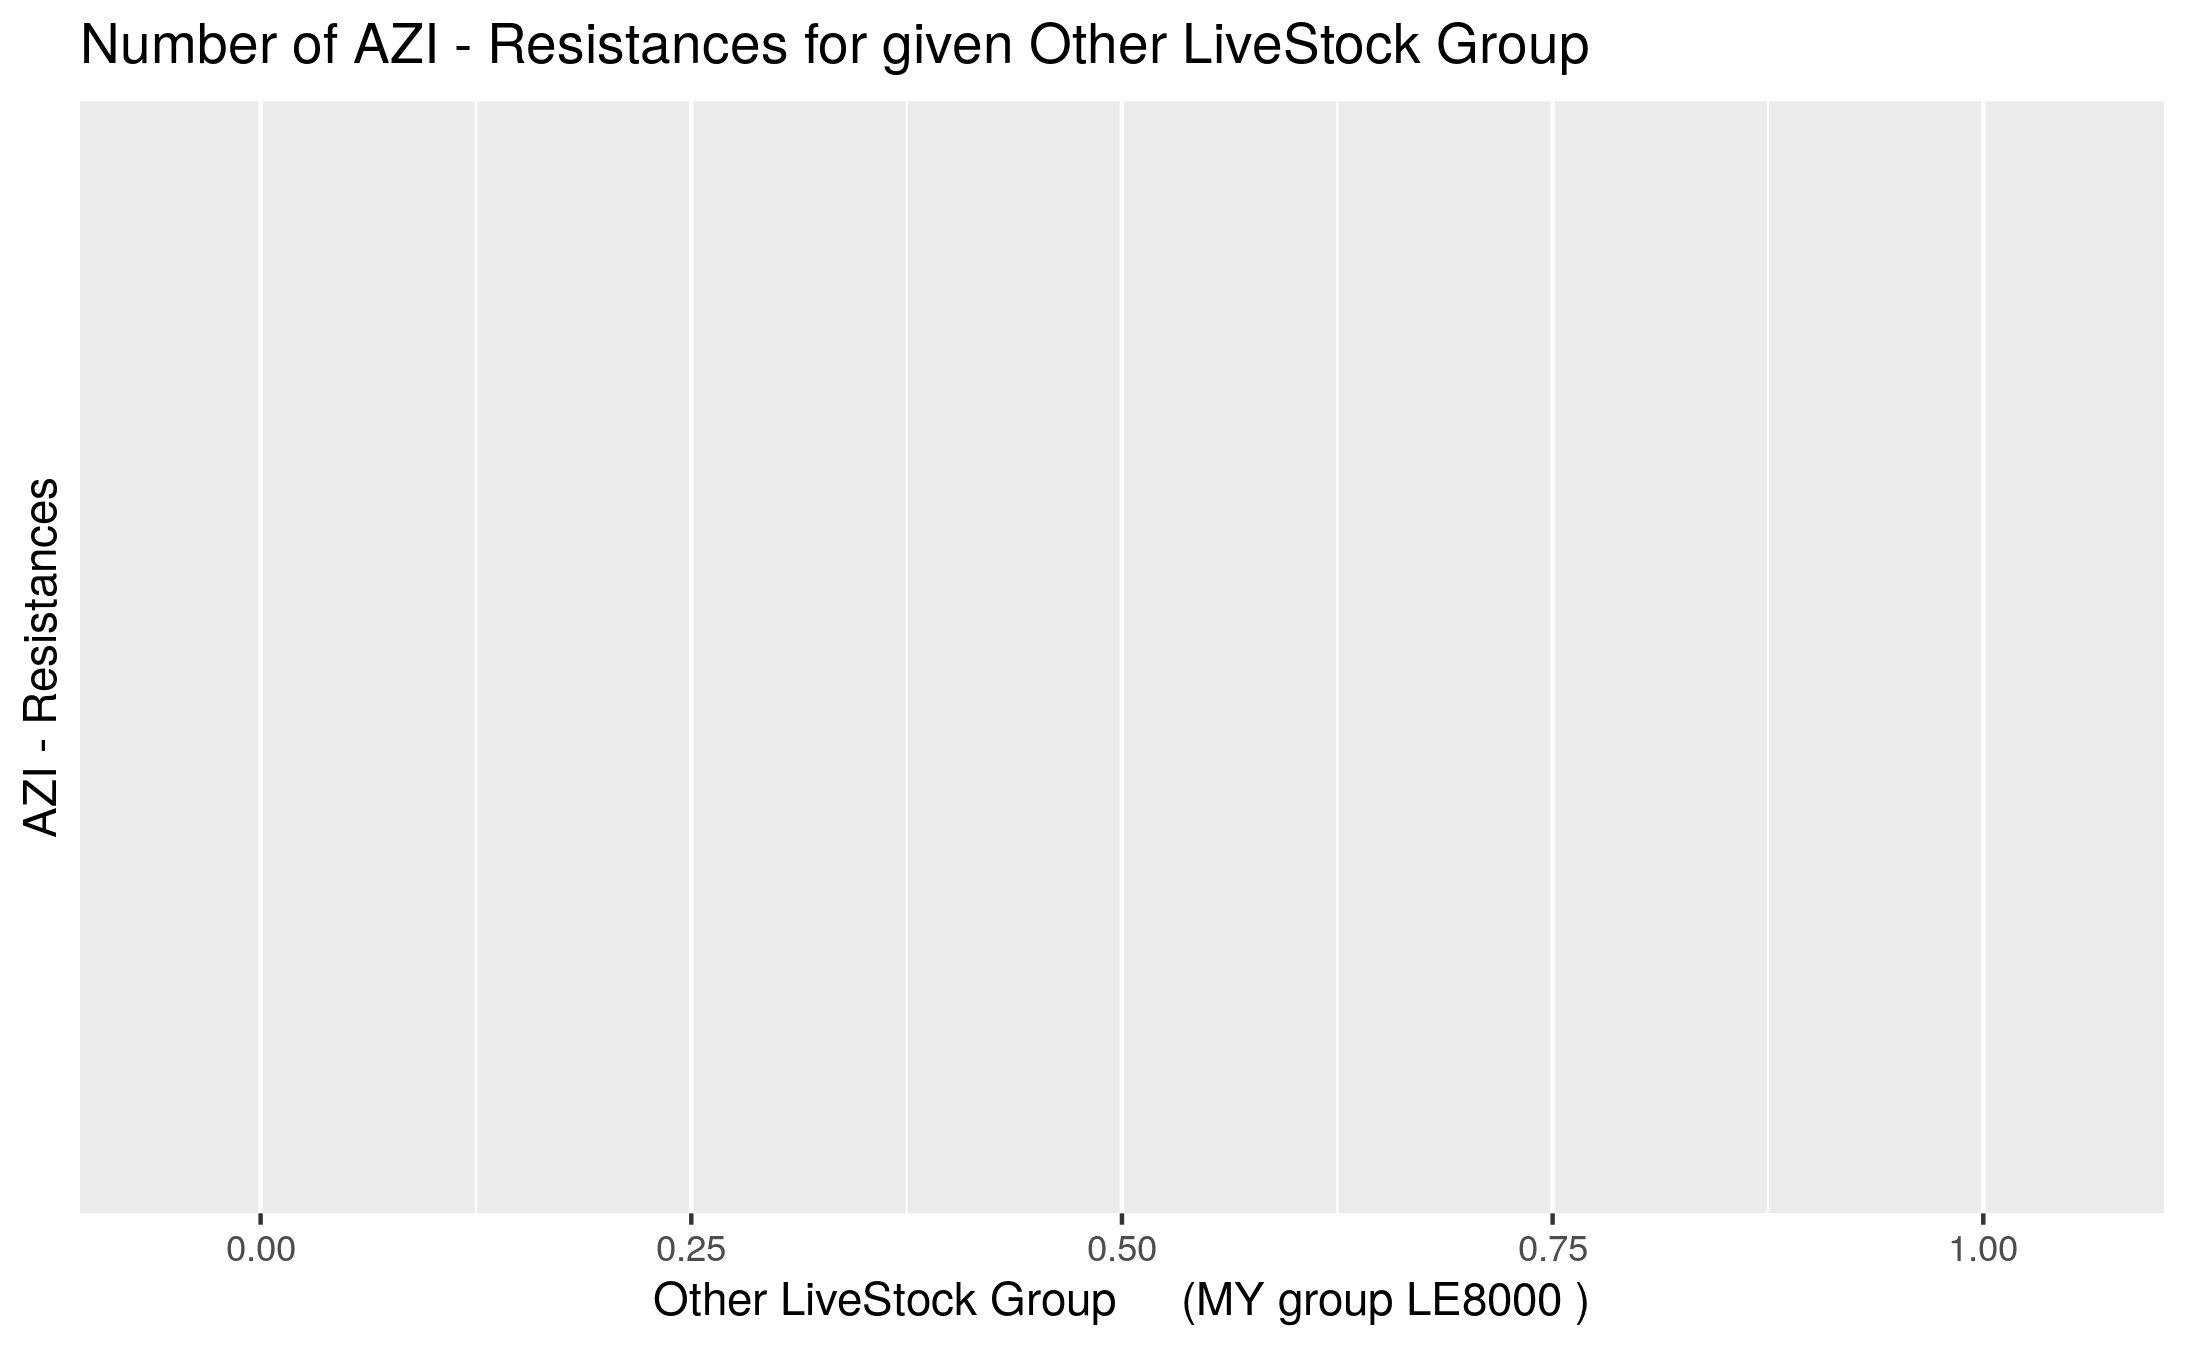 Number of AZI - Resistances for given Other LiveStock Group
AZI - Resistances
0.00 0.25 0.50 0.75 1.00
Other LiveStock Group (MY group LE8000 )